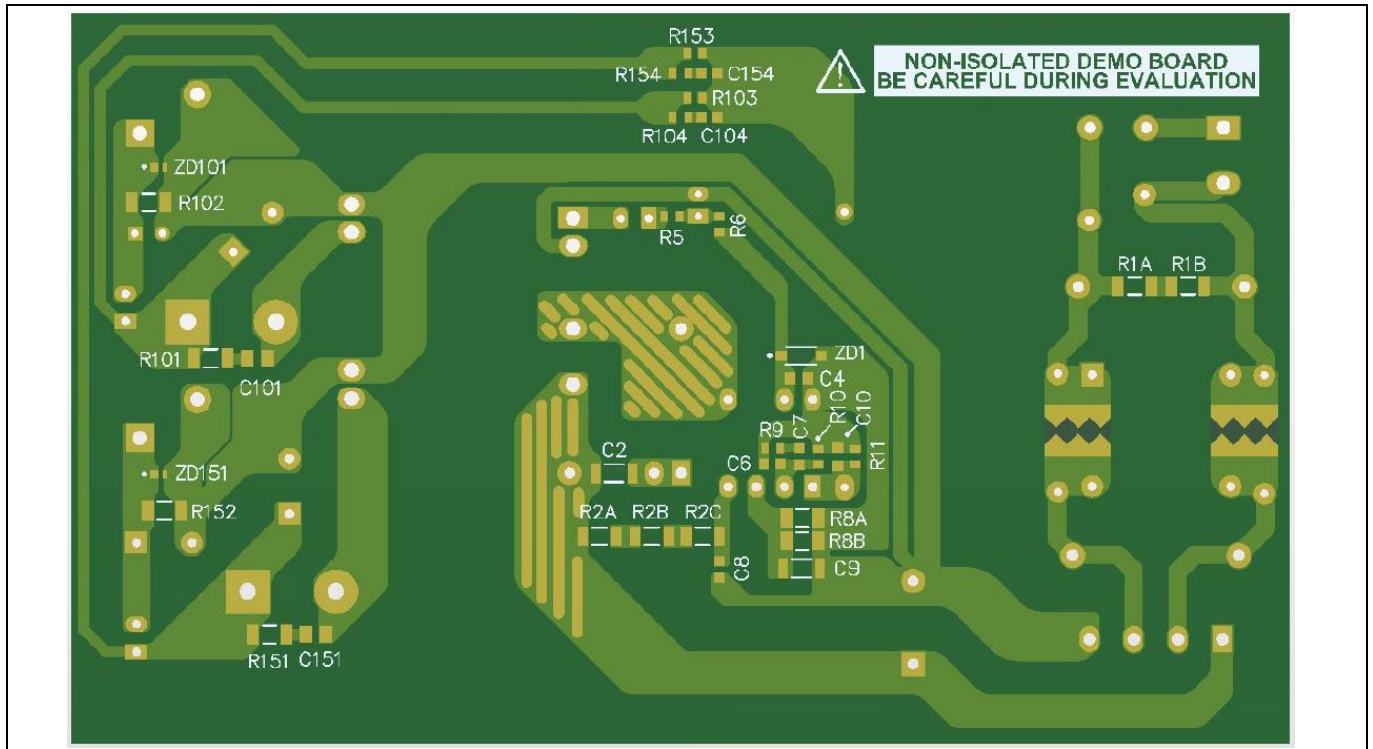 R153
NON-ISOLATED DEMO BOARD
BE CAREFUL DURING EVALUATION
R154
C154
R103
R104
C104
ZD101
R102
R5
R6
R1A
R1B
R101
C101
ZD1
C4
R10
C10
C7
R9
R11
C6
C2
ZD151
R152
R2A
R2B
R2C
R8A
R8B
C8
C9
R151
C151